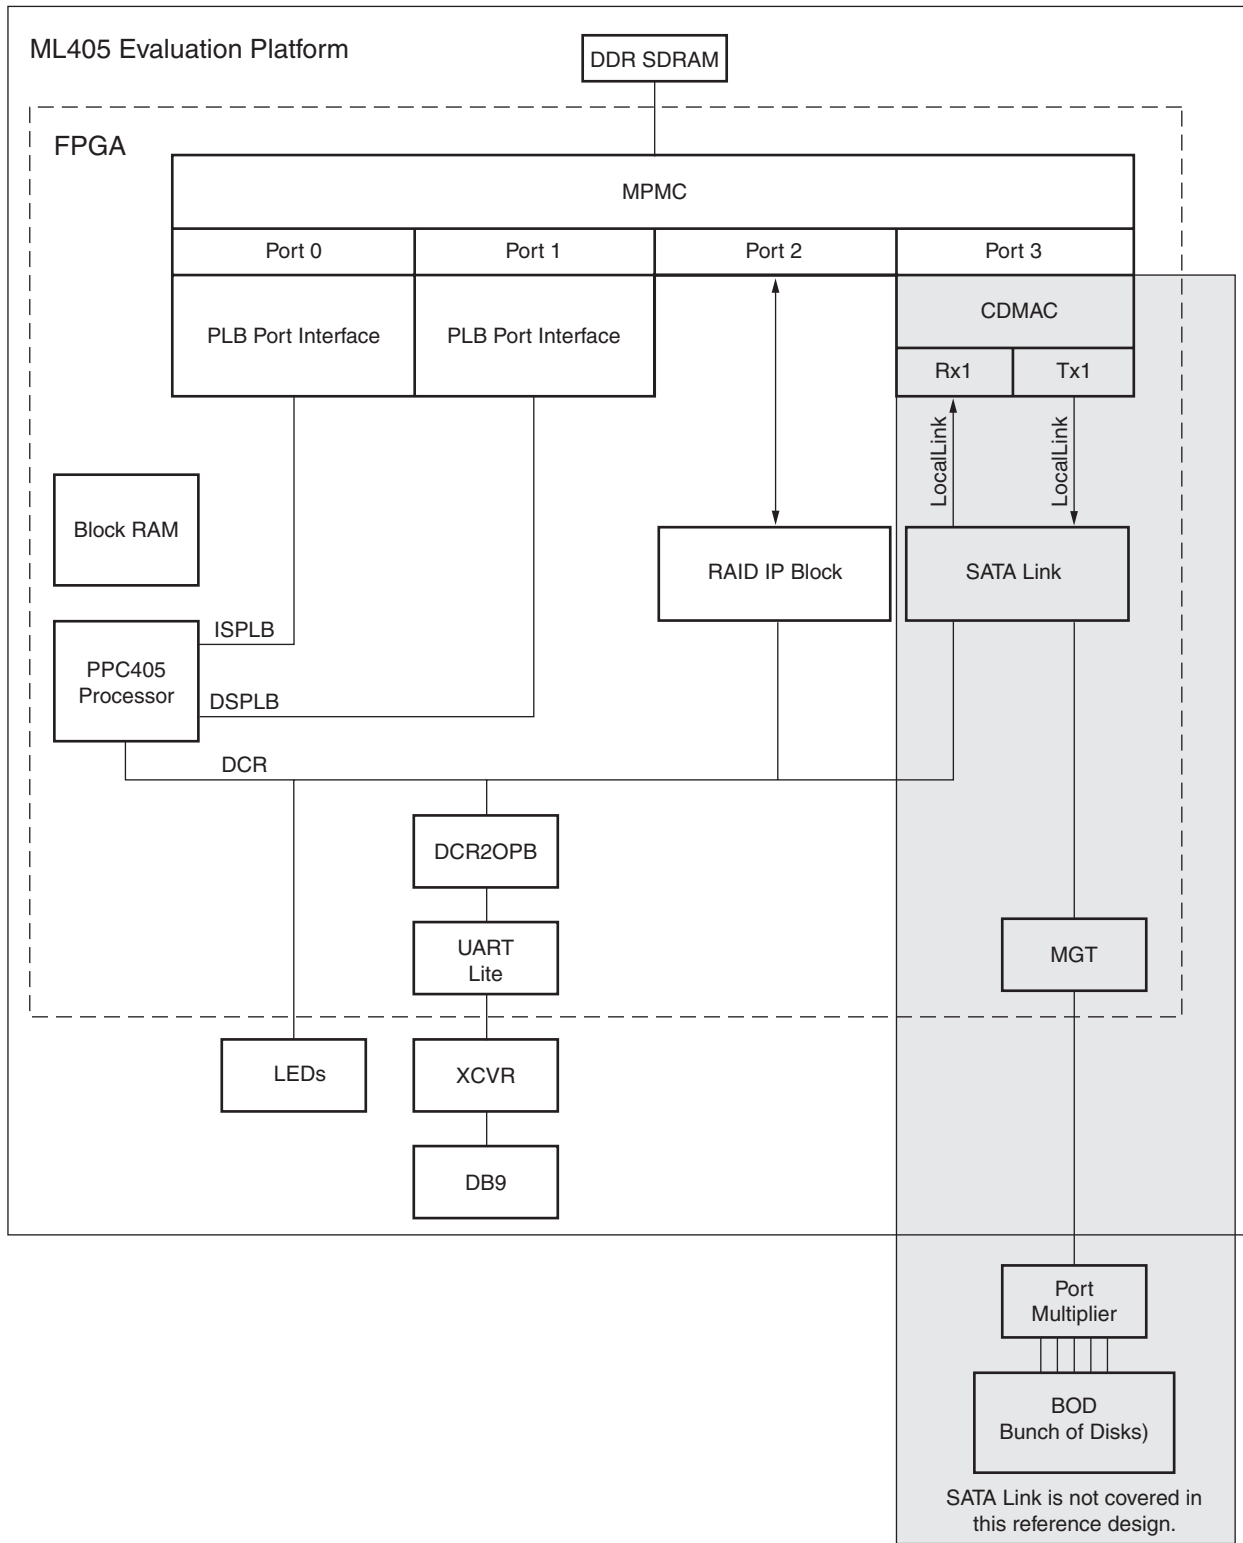 ML405 Evaluation Platform
DDR SDRAM
FPGA
MPMC
Port 0
Port 1
Port 2
Port 3
PLB Port Interface
PLB Port Interface
CDMAC
Rx1
Tx1
LocalLink
LocalLink
Block RAM
RAID IP Block
SATA Link
ISPLB
PPC405
Processor
DSPLB
DCR
DCR2OPB
UART
Lite
MGT
LEDs
XCVR
DB9
Port
Multiplier
BOD
Bunch of Disks)
SATA Link is not covered in
this reference design.